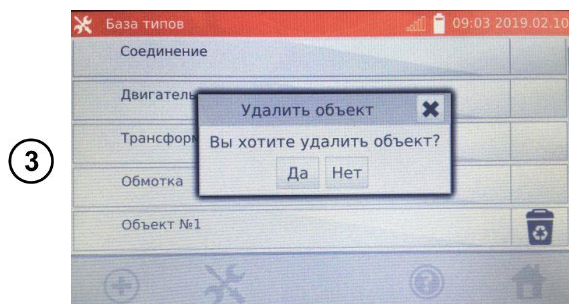 База типов 09:03 2019.02.10
Соединение
Двигатель
Удалить объект
Трансформ
Вы хотите удалить объект?
Да Нет
Обмотка
Объект №1
3